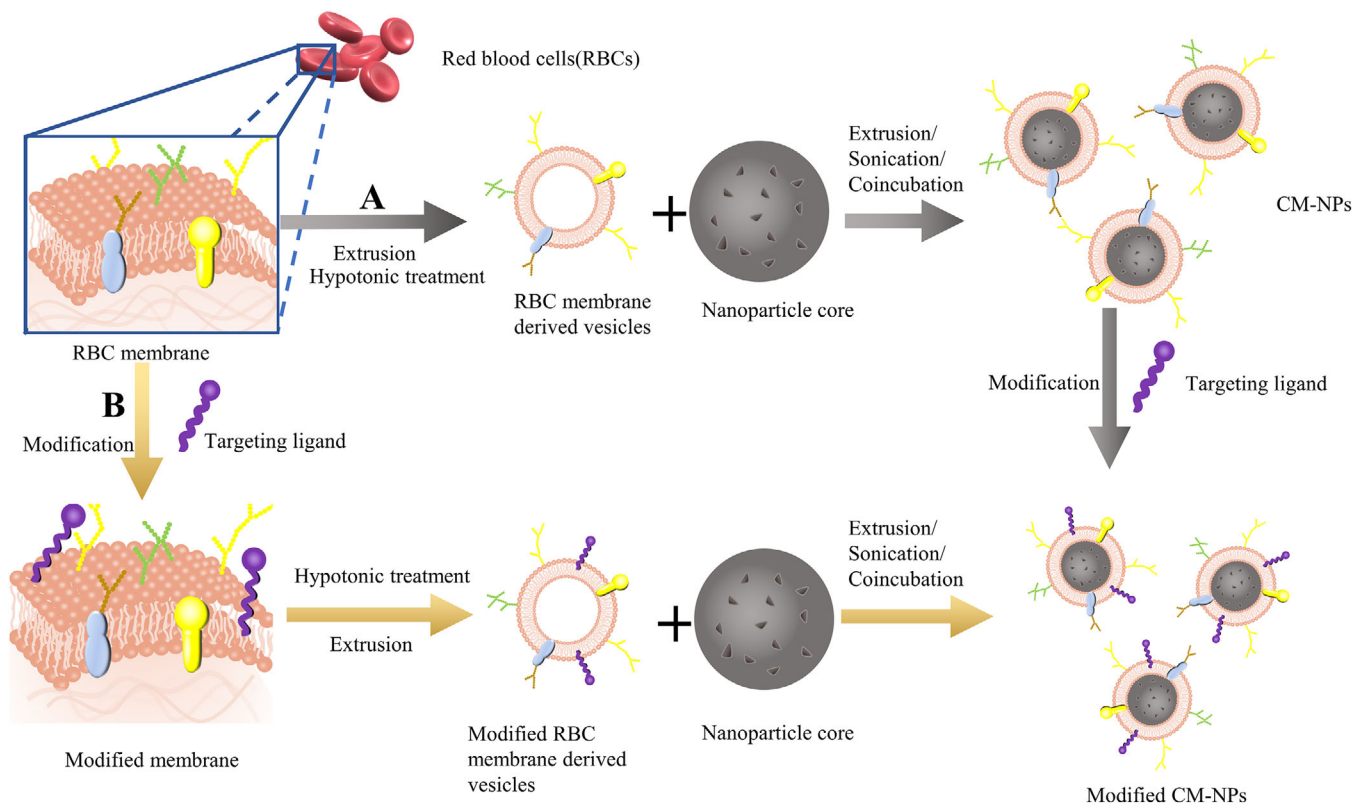 Red blood cells(RBCs)
A
Extrusion
Hypotonic treatment
RBC membrane
RBC membrane
derived vesicles
+
Nanoparticle core
Extrusion/
Sonication/
Coincubation
CM-NPs
B
Modification
Targeting ligand
Modification
Targeting ligand
Modified membrane
Hypotonic treatment
Extrusion
Modified RBC
membrane derived
vesicles
+
Nanoparticle core
Extrusion/
Sonication/
Coincubation
Modified CM-NPs